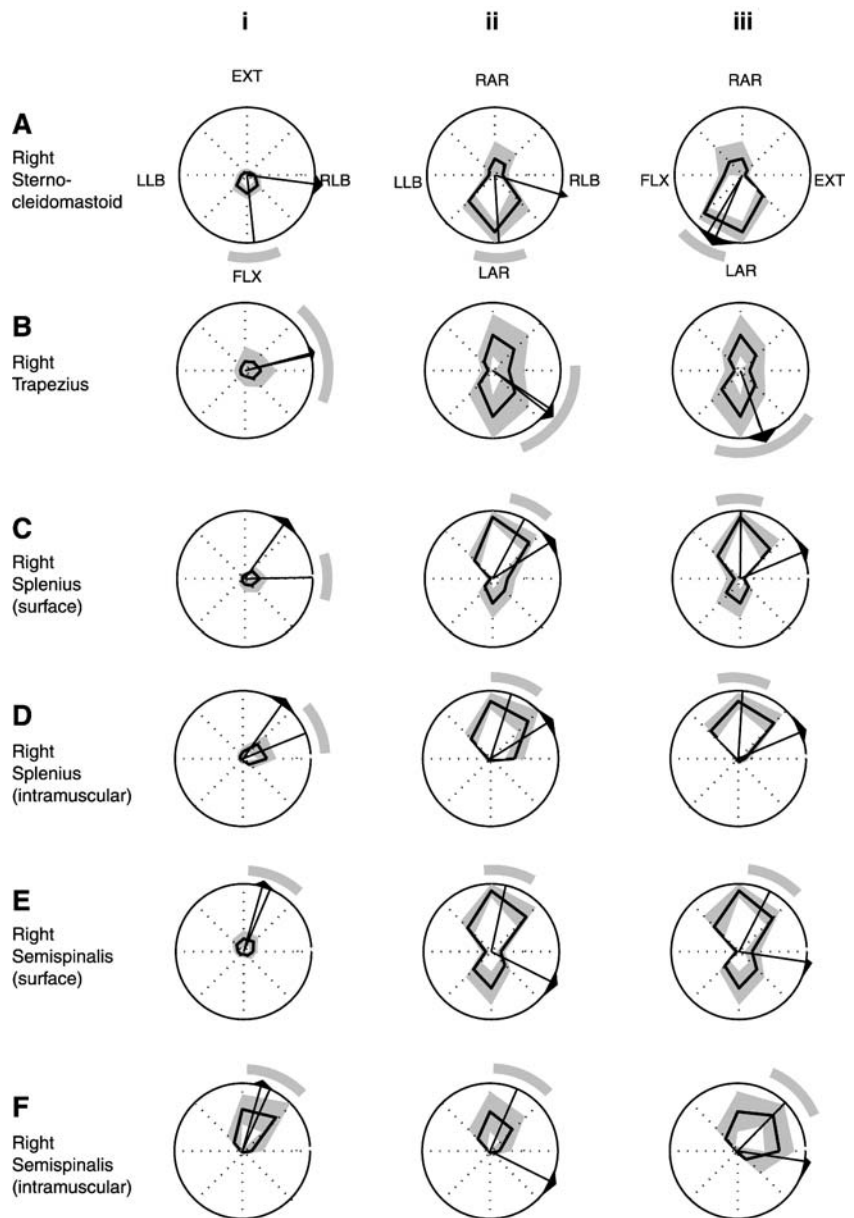 i ii iii
EXT RAR RAR
A
Right
Sterno-
cleidomastoid
LLB RLB LLB RLB FLX EXT
FLX LAR LAR
B
Right
Trapezius
C
Right
Splenius
(surface)
D
Right
Splenius
(intramuscular)
E
Right
Semispinalis
(surface)
F
Right
Semispinalis
(intramuscular)